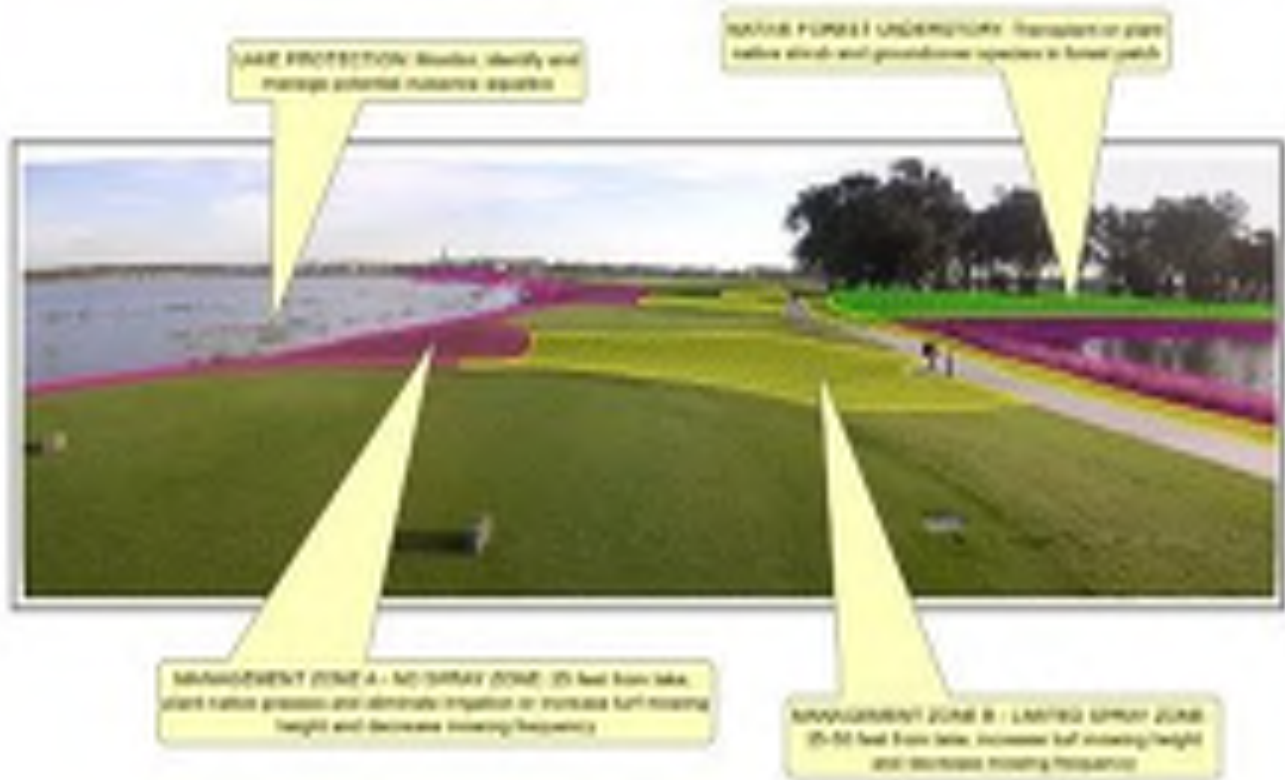 LAKE PROTECTION: Monitor, identify and
manage potential nuisance aquatics
NATIVE FOREST UNDERSTORY: Transplant or plant
native shrub and groundcover species in forest patch
MANAGEMENT ZONE A - NO SPRAY ZONE: 25 feet from lake,
plant native grasses and eliminate irrigation or increase turf mowing
height and decrease mowing frequency
MANAGEMENT ZONE B - LIMITED SPRAY ZONE:
25-50 feet from lake, increase turf mowing height
and decrease mowing frequency